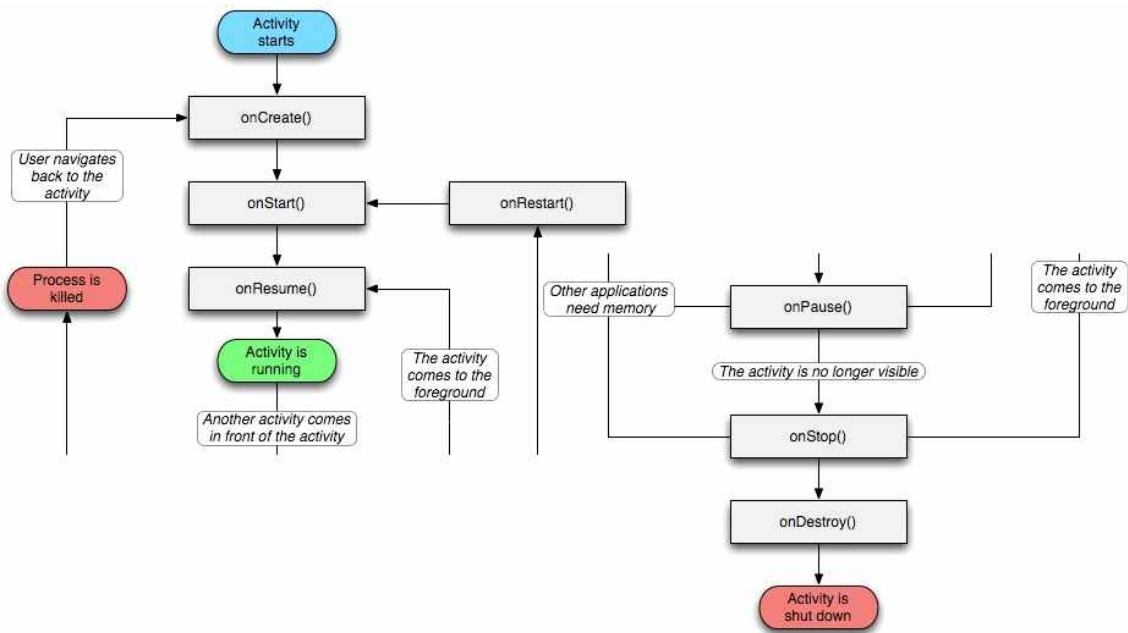 Activity
starts
onCreate()
User navigates
back to the
activity
onStart()
onRestart()
Process is
killed
onResume()
Activity is
running
The activity
comes to the
foreground
Another activity comes
in front of the activity
Other applications
need memory
onPause()
The activity
comes to the
foreground
The activity is no longer visible
onStop()
onDestroy()
Activity is
shut down